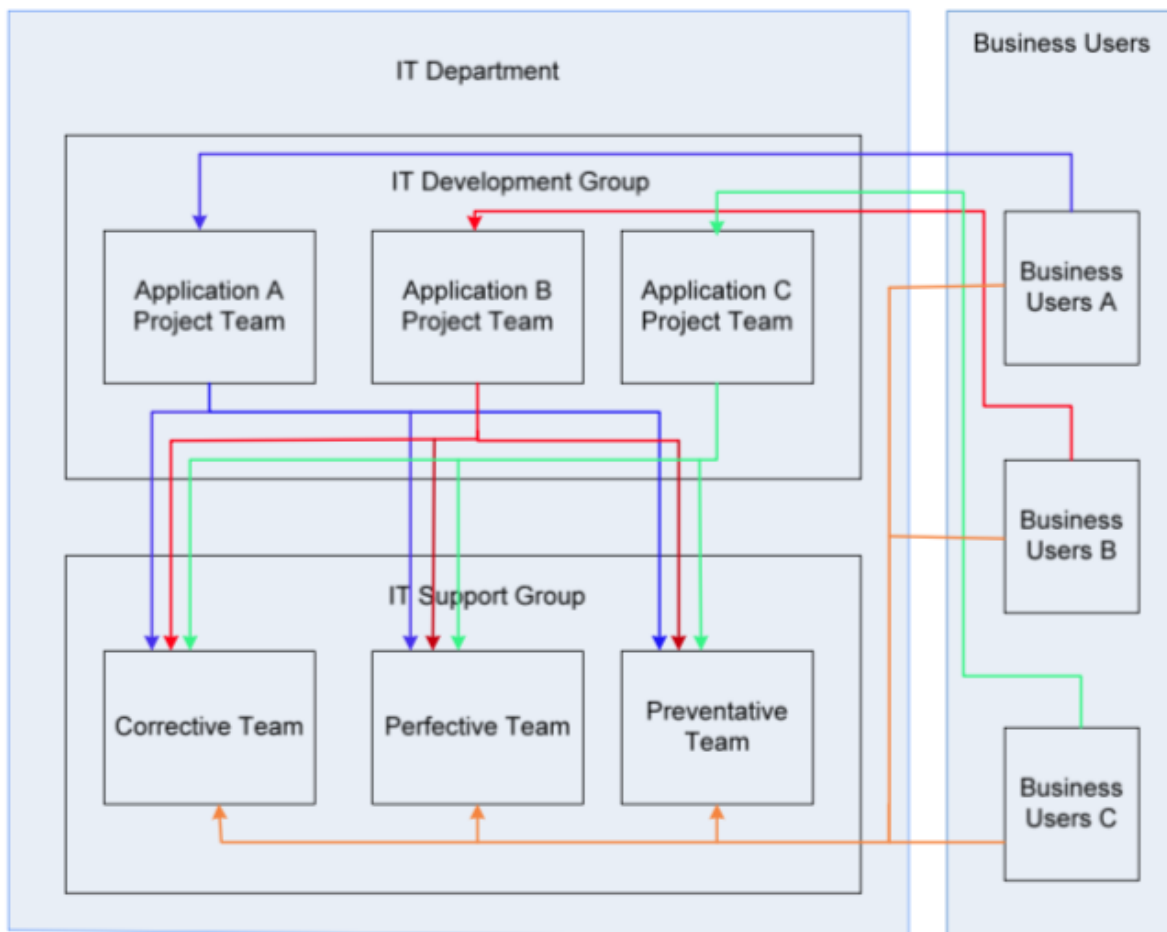 IT Department
Business Users
IT Development Group
Application A
Project Team
Application B
Project Team
Application C
Project Team
Business
Users A
Business
Users B
IT Support Group
Corrective Team
Perfective Team
Preventative
Team
Business
Users C